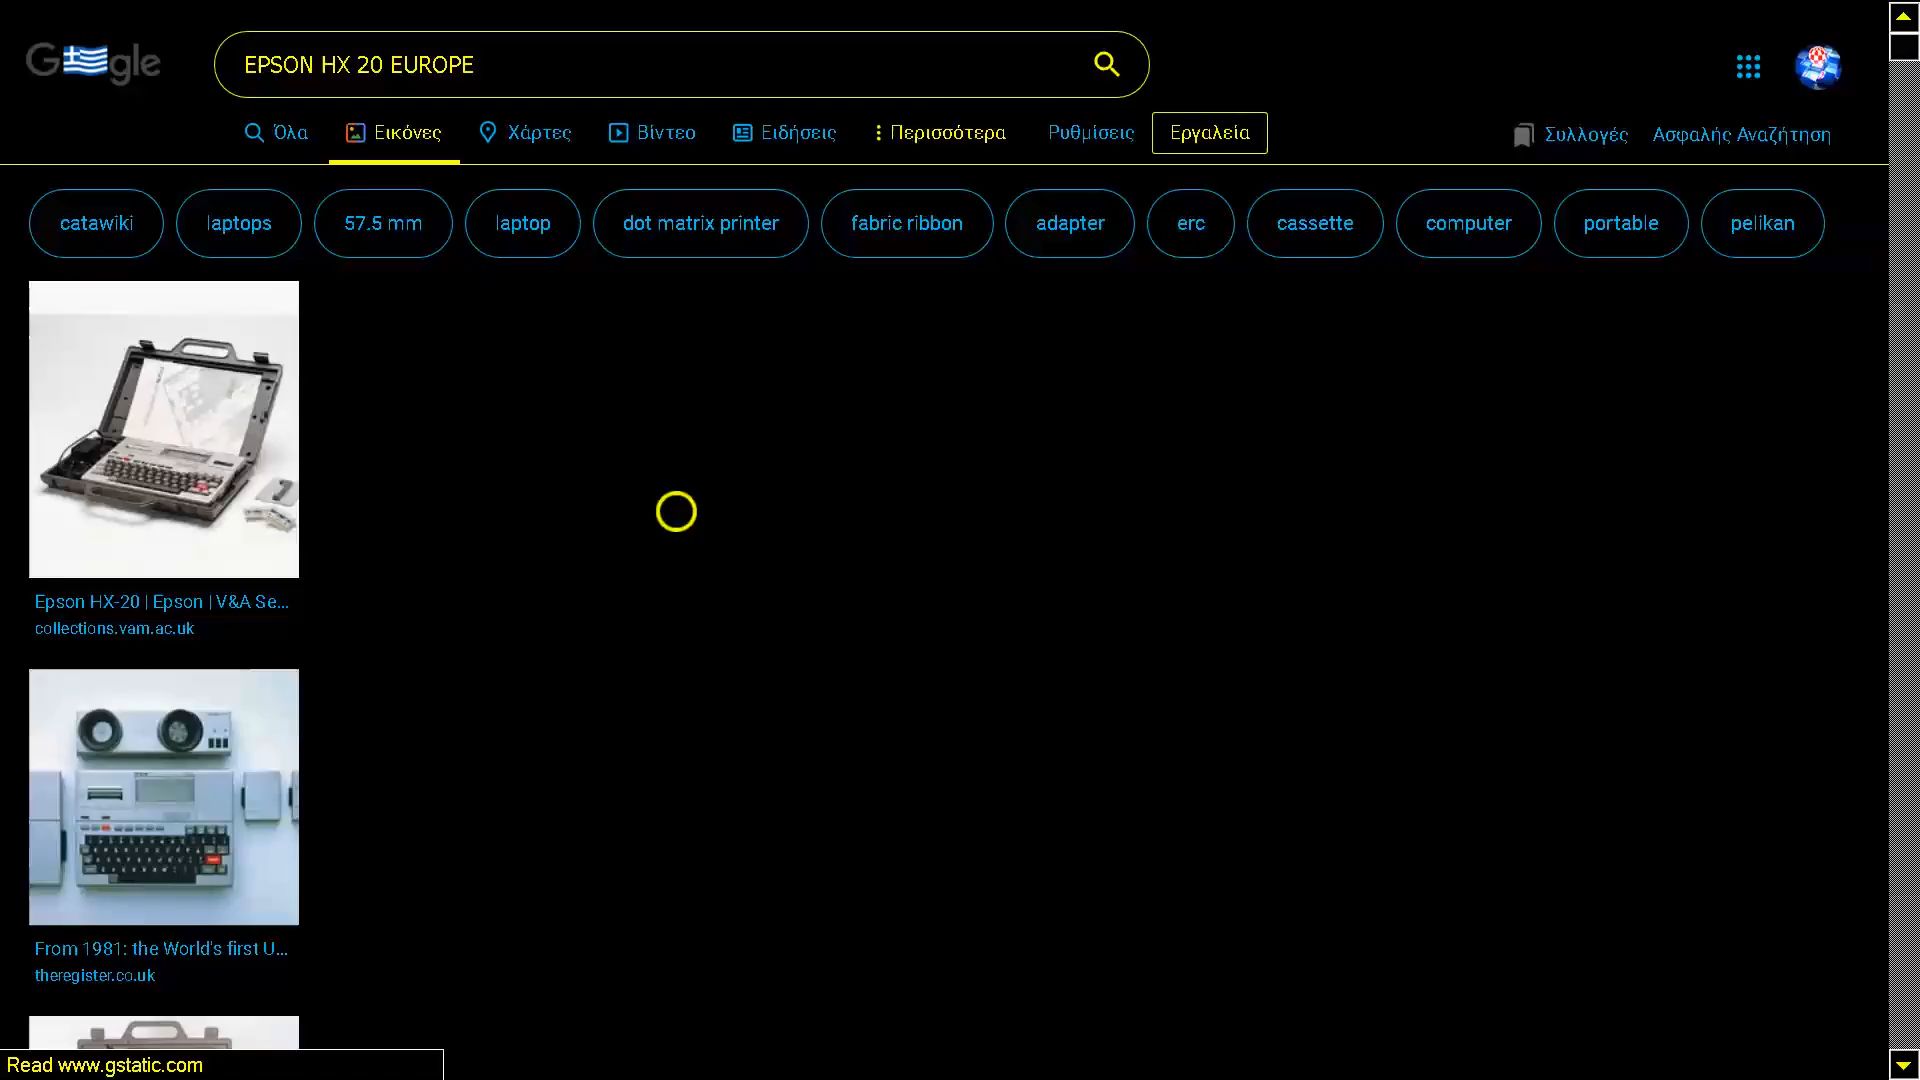 Google
EPSON HX 20 EUROPE
Όλα
Εικόνες
Χάρτες
Βίντεο
Ειδήσεις
Περισσότερα
Ρυθμίσεις
Εργαλεία
Συλλογές
Ασφαλής Αναζήτηση
catawiki
laptops
57.5 mm
laptop
dot matrix printer
fabric ribbon
adapter
erc
cassette
computer
portable
pelikan
Epson HX-20 | Epson | V&A Se...
collections.vam.ac.uk
From 1981: the World's first U...
theregister.co.uk
Read www.gstatic.com